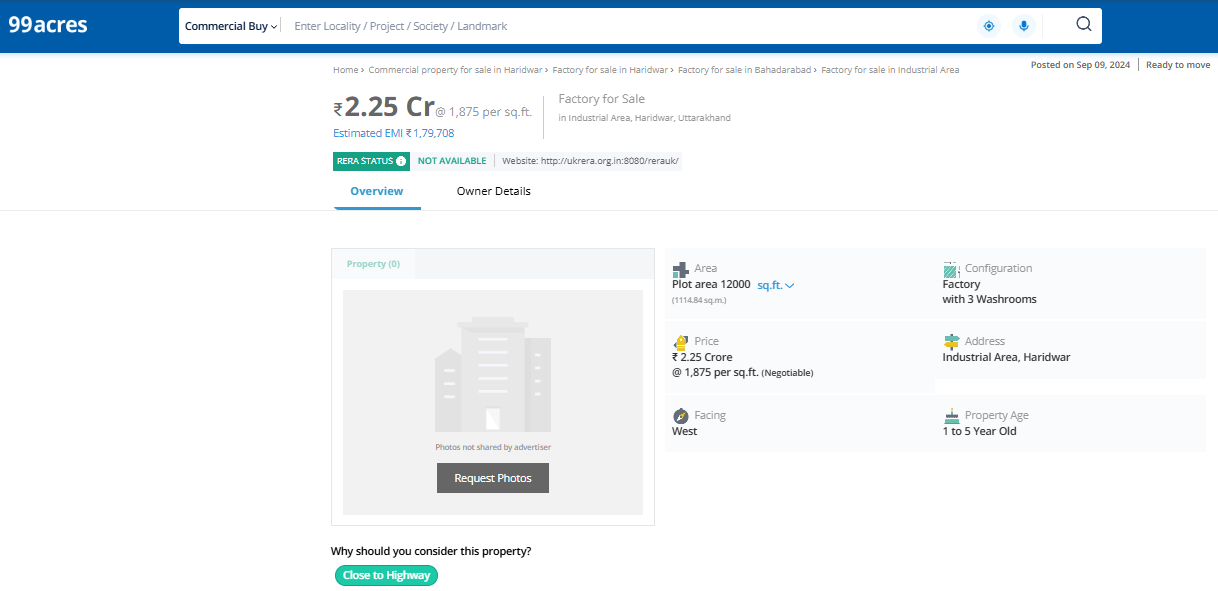 99acres
Commercial Buy
Enter Locality / Project / Society / Landmark
Home › Commercial property for sale in Haridwar › Factory for sale in Haridwar › Factory for sale in Bahadarabad › Factory for sale in Industrial Area
Posted on Sep 09, 2024 | Ready to move
₹2.25 Cr @ 1,875 per sq.ft.
Estimated EMI ₹ 1,79,708
Factory for Sale
in Industrial Area, Haridwar, Uttarakhand
RERA STATUS i NOT AVAILABLE Website: http://ukrera.org.in:8080/rerauk/
Overview
Owner Details
Property (0)
Photos not shared by advertiser
Request Photos
Area
Plot area 12000 sq.ft.
(1114.84 sq.m.)
Configuration
Factory
with 3 Washrooms
Price
₹ 2.25 Crore
@ 1,875 per sq.ft. (Negotiable)
Address
Industrial Area, Haridwar
Facing
West
Property Age
1 to 5 Year Old
Why should you consider this property?
Close to Highway